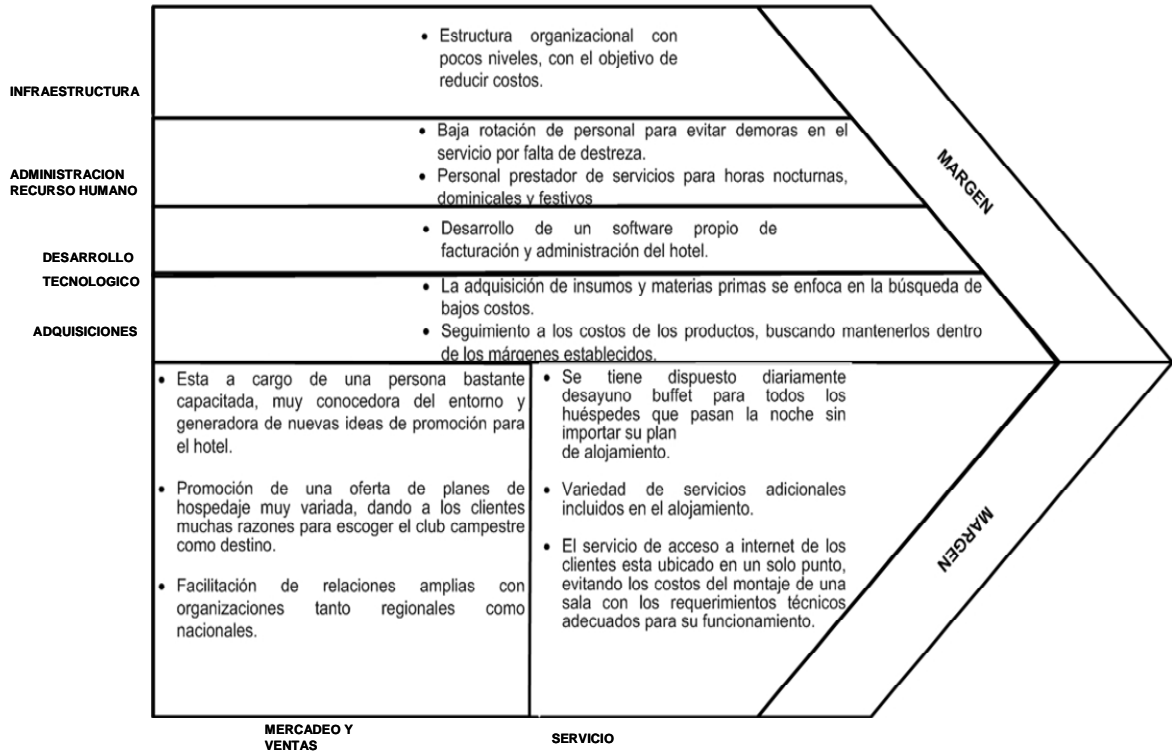 INFRAESTRUCTURA
• Estructura organizacional con
pocos niveles, con el objetivo de
reducir costos.
ADMINISTRACION
RECURSO HUMANO
• Baja rotación de personal para evitar demoras en el
servicio por falta de destreza.
• Personal prestador de servicios para horas nocturnas,
dominicales y festivos
DESARROLLO
TECNOLOGICO
• Desarrollo de un software propio de
facturación y administración del hotel.
ADQUISICIONES
• La adquisición de insumos y materias primas se enfoca en la búsqueda de
bajos costos.
• Seguimiento a los costos de los productos, buscando mantenerlos dentro
de los márgenes establecidos.
MARGEN
• Esta a cargo de una persona bastante
capacitada, muy conocedora del entorno y
generadora de nuevas ideas de promoción para
el hotel.
• Promoción de una oferta de planes de
hospedaje muy variada, dando a los clientes
muchas razones para escoger el club campestre
como destino.
• Facilitación de relaciones amplias con
organizaciones tanto regionales como
nacionales.
• Se tiene dispuesto diariamente
desayuno buffet para todos los
huéspedes que pasan la noche sin
importar su plan
de alojamiento.
• Variedad de servicios adicionales
incluidos en el alojamiento.
• El servicio de acceso a internet de los
clientes esta ubicado en un solo punto,
evitando los costos del montaje de una
sala con los requerimientos técnicos
adecuados para su funcionamiento.
MARGEN
MERCADEO Y
VENTAS
SERVICIO